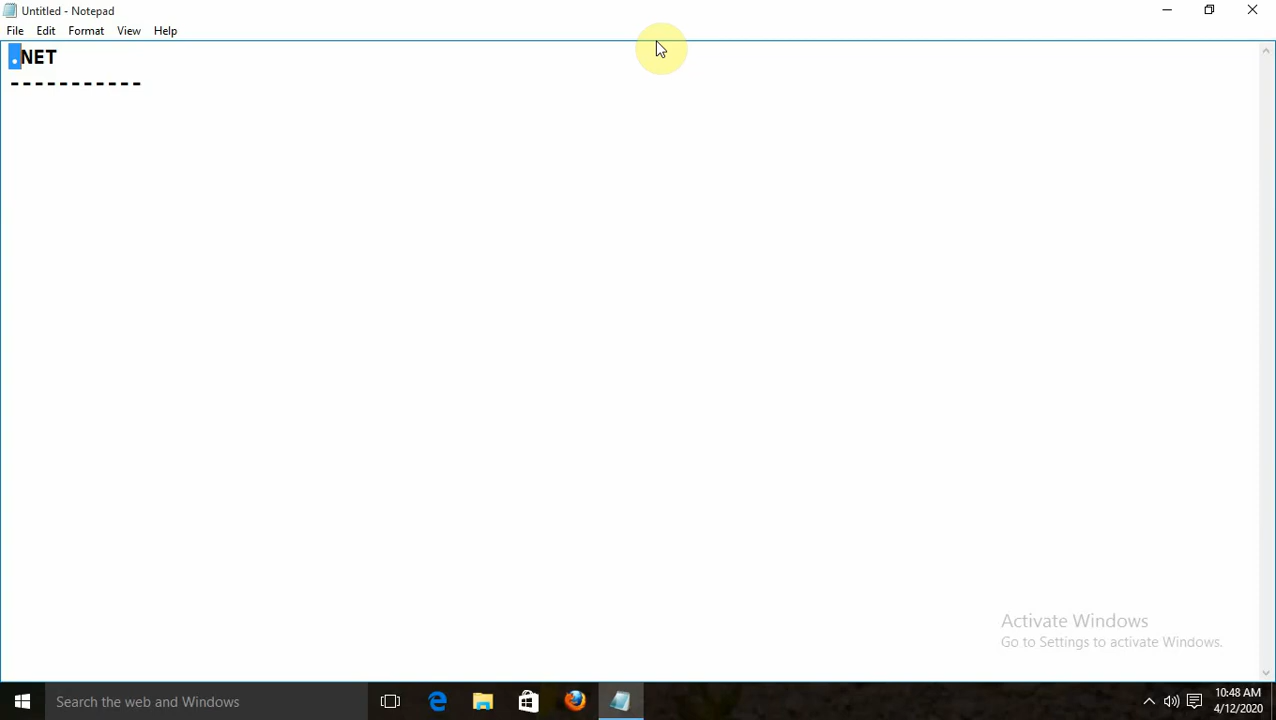 Untitled - Notepad
File Edit Format View Help
.NET
-----------
Activate Windows
Go to Settings to activate Windows.
Search the web and Windows
10:48 AM
4/12/2020